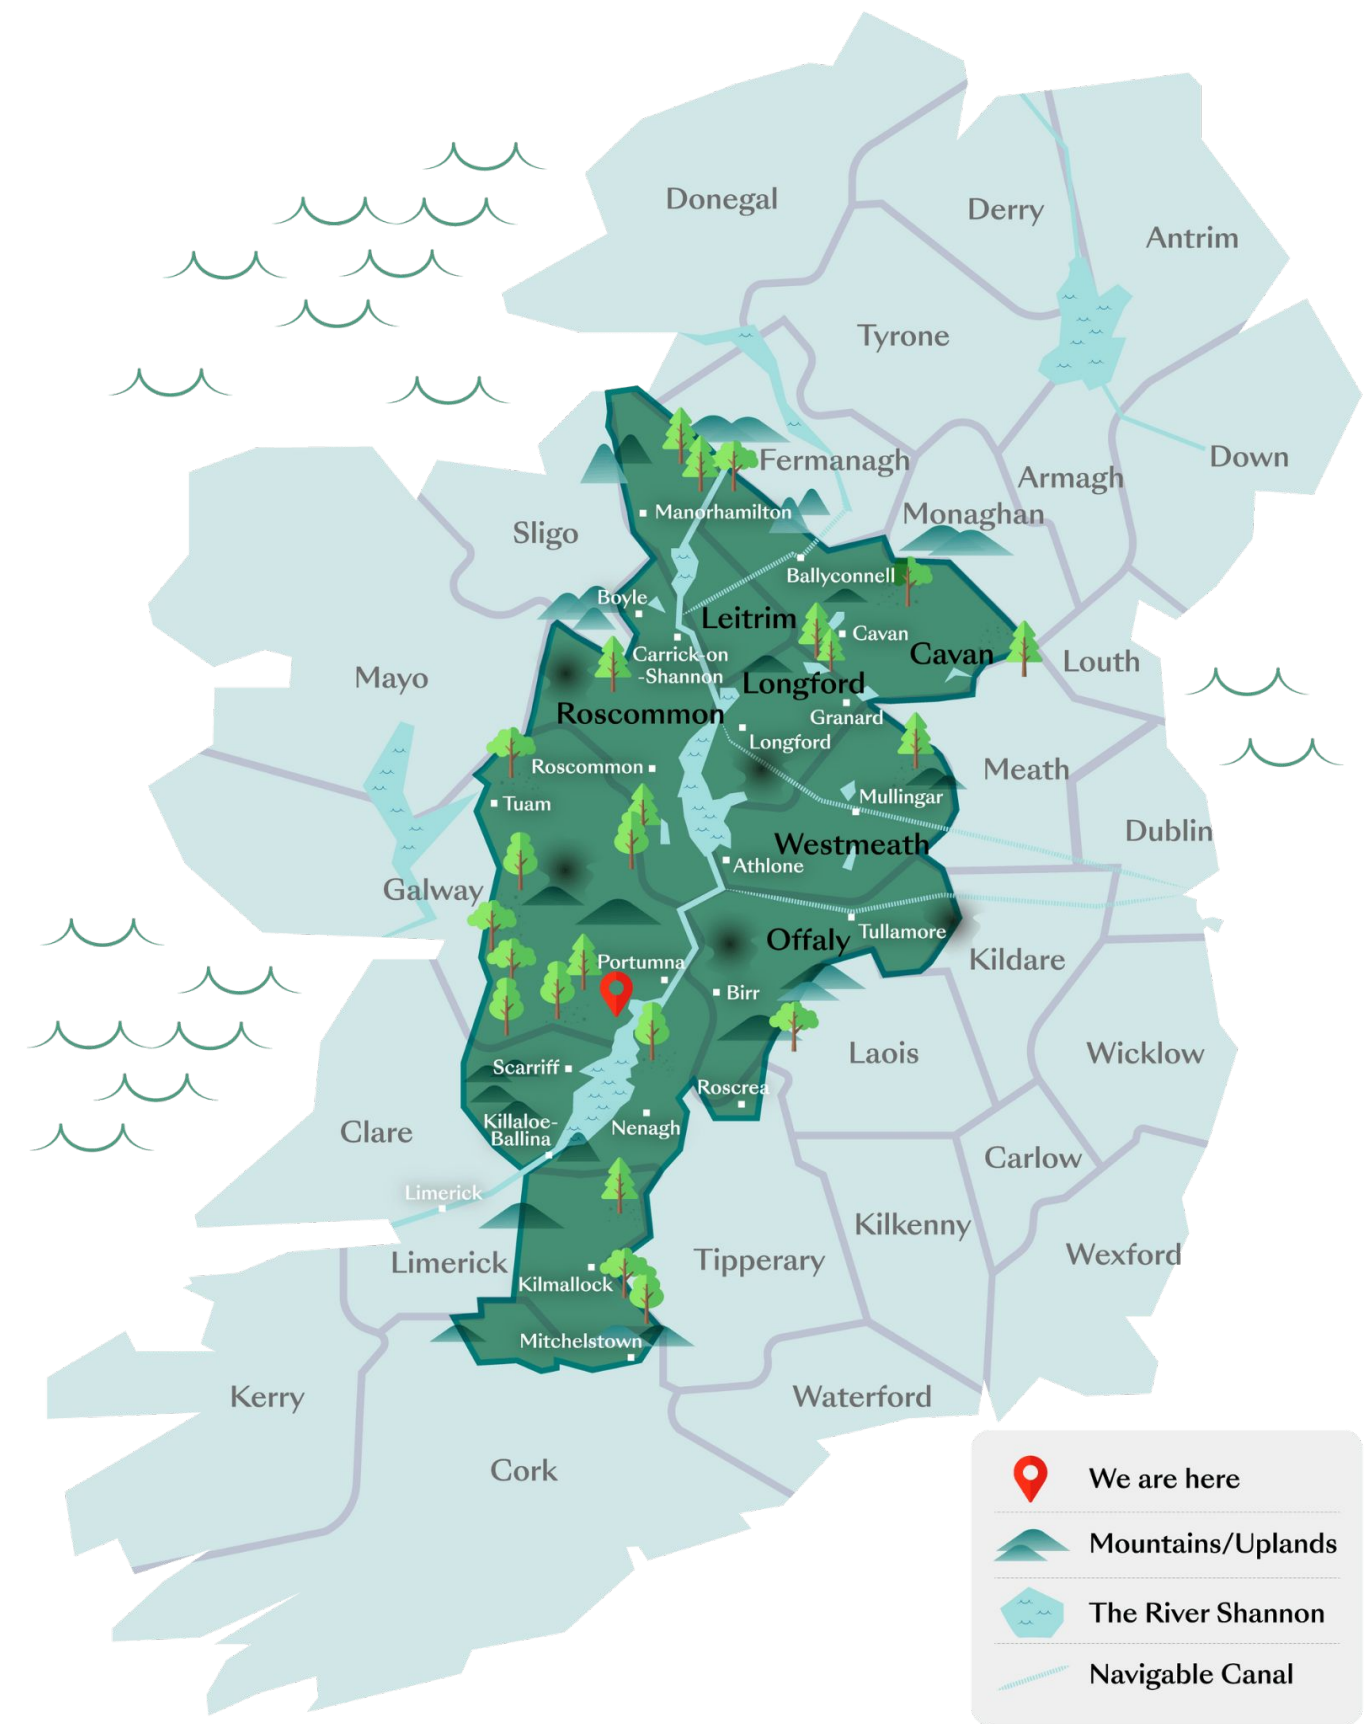 Donegal
Derry
Antrim
Tyrone
Fermanagh
Down
Armagh
Manorhamilton
Monaghan
Sligo
Ballyconnell
Boyle
Leitrim
Cavan
Carrick-on
-Shannon
Cavan
Louth
Mayo
Longford
Roscommon
Granard
Longford
Roscommon
Meath
Mullingar
Tuam
Dublin
Westmeath
Athlone
Galway
Tullamore
Offaly
Kildare
Portumna
Birr
Laois
Wicklow
Scarriff
Roscrea
Killaloe-
Ballina
Nenagh
Clare
Carlow
Limerick
Kilkenny
Wexford
Limerick
Tipperary
Kilmallock
Mitchelstown
Kerry
Waterford
Cork
We are here
Mountains/Uplands
The River Shannon
Navigable Canal